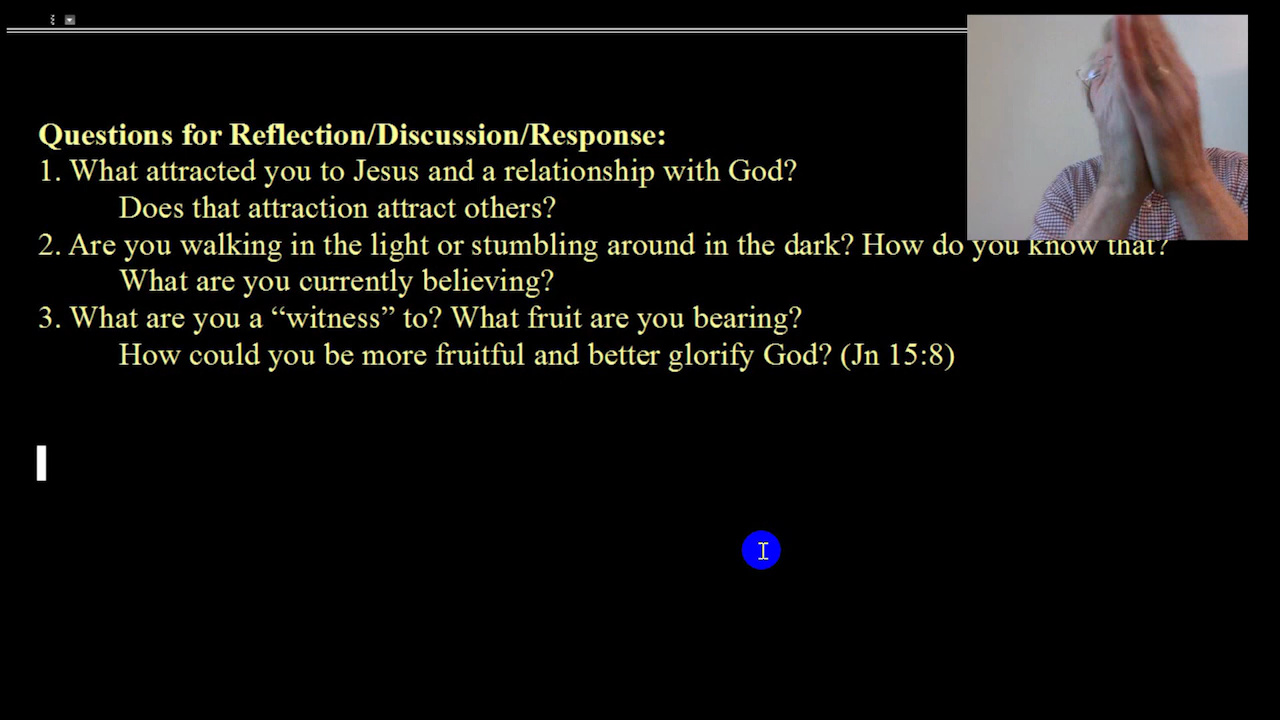 Questions for Reflection/Discussion/Response:
1. What attracted you to Jesus and a relationship with God?
Does that attraction attract others?
2. Are you walking in the light or stumbling around in the dark? How do you know that?
What are you currently believing?
3. What are you a “witness” to? What fruit are you bearing?
How could you be more fruitful and better glorify God? (Jn 15:8)